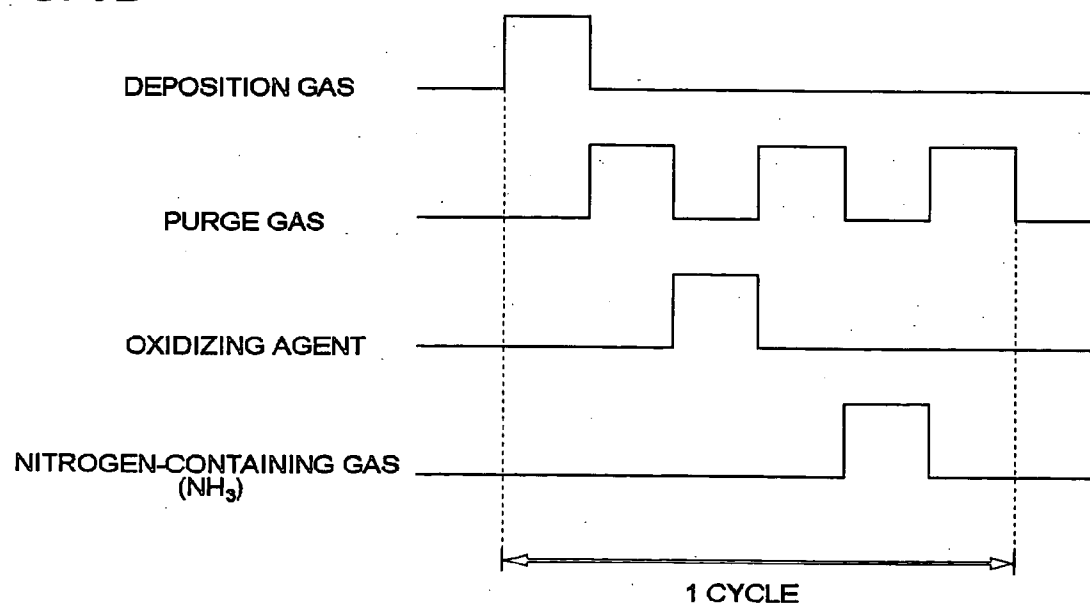 DEPOSITION GAS
PURGE GAS
OXIDIZING AGENT
NITROGEN-CONTAINING GAS
(NH₃)
1 CYCLE